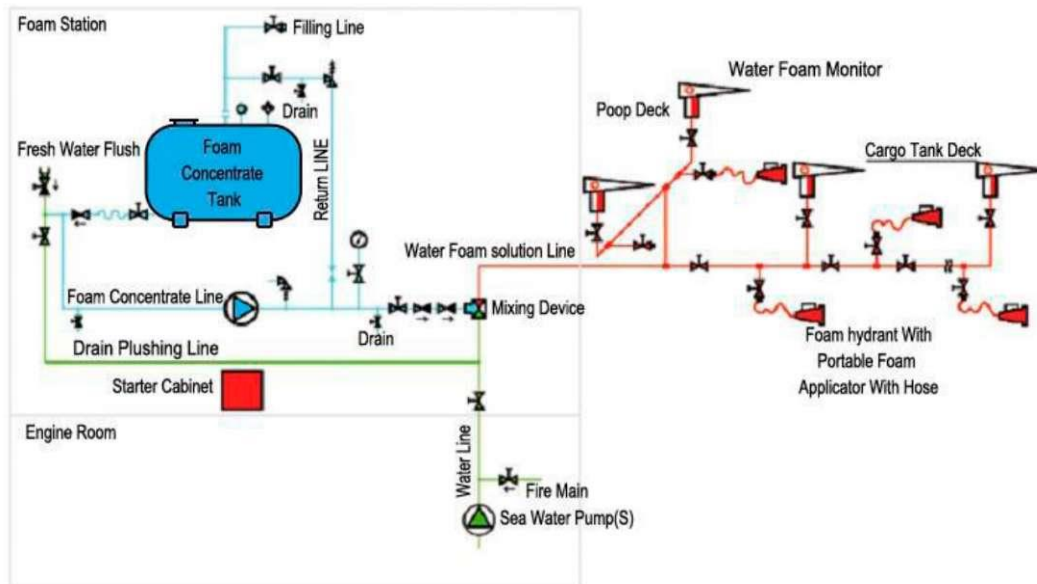 Foam Station
Filling Line
Drain
Fresh Water Flush
Foam
Concentrate
Tank
Return LINE
Water Foam Monitor
Poop Deck
Cargo Tank Deck
Water Foam solution Line
Foam Concentrate Line
Mixing Device
Drain
Drain Plushing Line
Starter Cabinet
Foam hydrant With
Portable Foam
Applicator With Hose
Engine Room
Water Line
Fire Main
Sea Water Pump(S)